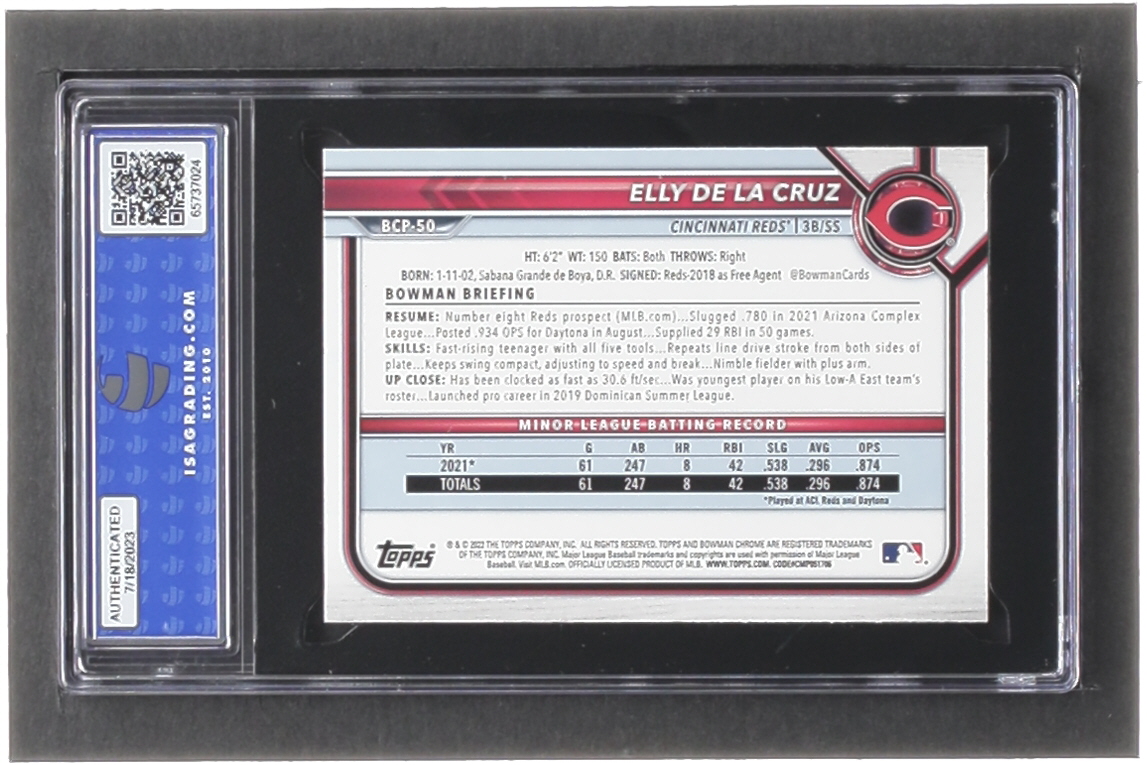 65737024
ISAGRADING.COM
EST. 2010
AUTHENTICATED
7/18/2023
ELLY DE LA CRUZ
BCP-50
CINCINNATI REDS® | 3B/SS
HT: 6'2" WT: 150 BATS: Both THROWS: Right
BORN: 1-11-02, Sabana Grande de Boya, D.R. SIGNED: Reds-2018 as Free Agent @BowmanCards
BOWMAN BRIEFING
RESUME: Number eight Reds prospect (MLB.com)...Slugged .780 in 2021 Arizona Complex
League...Posted .934 OPS for Daytona in August...Supplied 29 RBI in 50 games.
SKILLS: Fast-rising teenager with all five tools...Repeats line drive stroke from both sides of
plate...Keeps swing compact, adjusting to speed and break...Nimble fielder with plus arm.
UP CLOSE: Has been clocked as fast as 30.6 ft/sec...Was youngest player on his Low-A East team's
roster...Launched pro career in 2019 Dominican Summer League.
MINOR LEAGUE BATTING RECORD
YR G AB HR RBI SLG AVG OPS
2021* 61 247 8 42 .538 .296 .874
TOTALS 61 247 8 42 .538 .296 .874
*Played at ACL Reds and Daytona
Topps®
® & © 2022 THE TOPPS COMPANY, INC. ALL RIGHTS RESERVED. TOPPS AND BOWMAN CHROME ARE REGISTERED TRADEMARKS
OF THE TOPPS COMPANY, INC. Major League Baseball trademarks and copyrights are used with permission of Major League
Baseball. Visit MLB.com. OFFICIALLY LICENSED PRODUCT OF MLB. WWW.TOPPS.COM. CODE#CMP051706